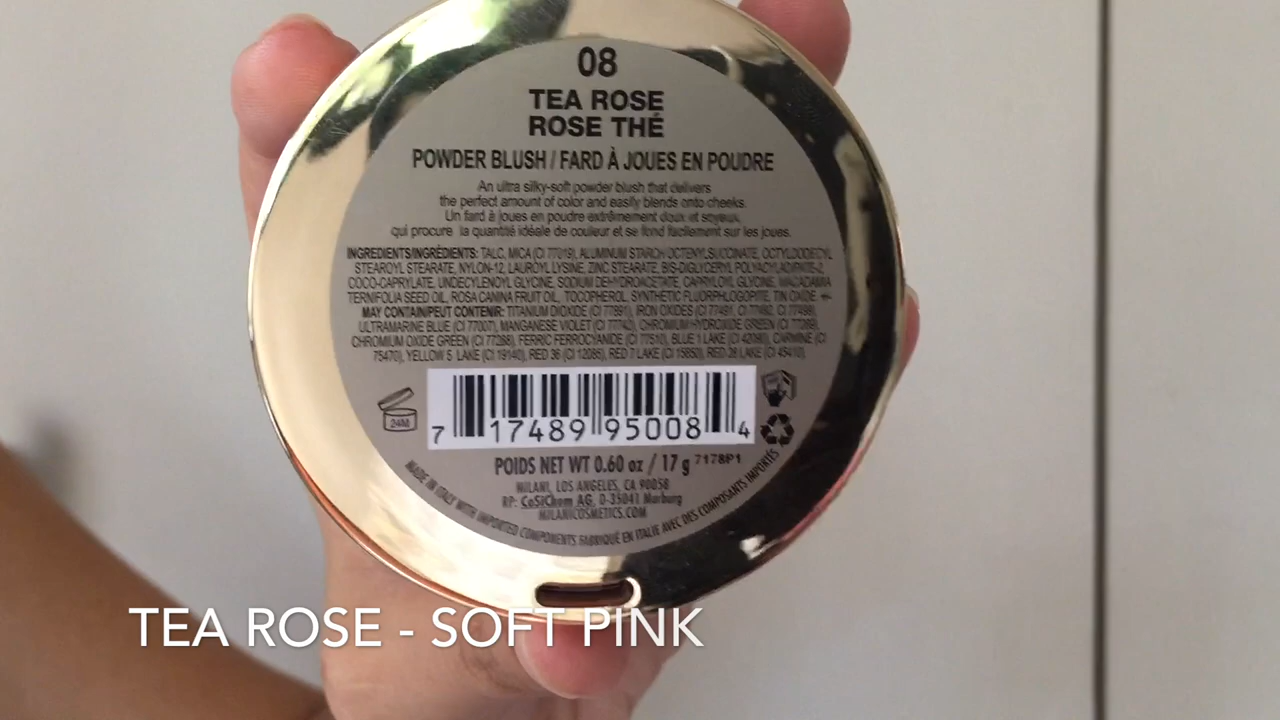 08
TEA ROSE
ROSE THÉ
POWDER BLUSH / FARD À JOUES EN POUDRE
An ultra silky-soft powder blush that delivers
the perfect amount of color and easily blends onto cheeks.
Un fard à joues en poudre extrêmement doux et soyeux,
qui procure la quantité idéale de couleur et se fond facilement sur les joues.
INGREDIENTS/INGRÉDIENTS: TALC, MICA (CI 77019), ALUMINUM STARCH OCTENYLSUCCINATE, OCTYLDODECYL
STEAROYL STEARATE, NYLON-12, LAUROYL LYSINE, ZINC STEARATE, BIS-DIGLYCERYL POLYACYLADIPATE-2,
COCO-CAPRYLATE, UNDECYLENOYL GLYCINE, SODIUM DEHYDROACETATE, CAPRYLOYL GLYCINE, MACADAMIA
TERNIFOLIA SEED OIL, ROSA CANINA FRUIT OIL, TOCOPHEROL, SYNTHETIC FLUORPHLOGOPITE, TIN OXIDE. +/-
MAY CONTAIN/PEUT CONTENIR: TITANIUM DIOXIDE (CI 77891), IRON OXIDES (CI 77491, CI 77492, CI 77499),
ULTRAMARINE BLUE (CI 77007), MANGANESE VIOLET (CI 77742), CHROMIUM HYDROXIDE GREEN (CI 77289),
CHROMIUM OXIDE GREEN (CI 77288), FERRIC FERROCYANIDE (CI 77510), BLUE 1 LAKE (CI 42090), CARMINE (CI
75470), YELLOW 5 LAKE (CI 19140), RED 36 (CI 12085), RED 7 LAKE (CI 15850), RED 28 LAKE (CI 45410).
24M
7 17489 95008 4
POIDS NET WT 0.60 oz / 17 g 7178P1
MILANI, LOS ANGELES, CA 90058
RP: CoSiChem AG, D-35041 Marburg
MILANICOSMETICS.COM
MADE IN ITALY WITH IMPORTED COMPONENTS FABRIQUÉ EN ITALIE AVEC DES COMPOSANTS IMPORTÉS
TEA ROSE - SOFT PINK